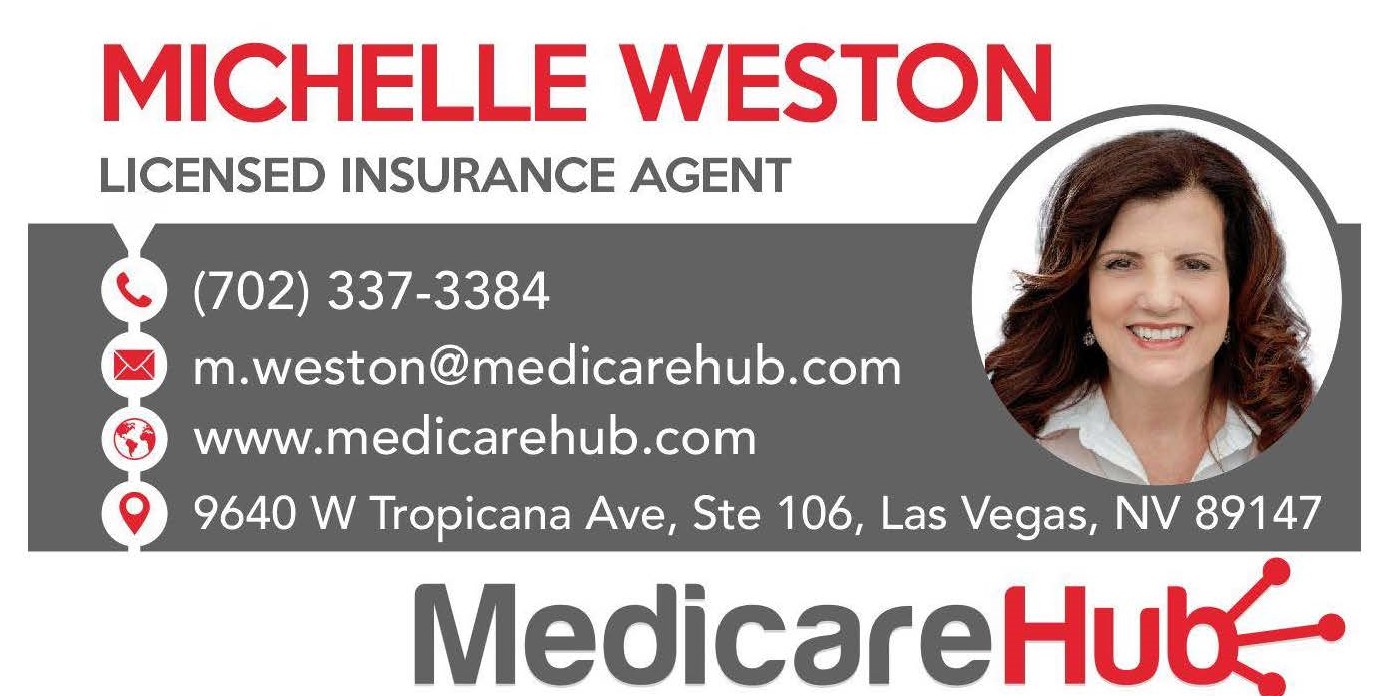 MICHELLE WESTON
LICENSED INSURANCE AGENT
(702) 337-3384
m.weston@medicarehub.com
www.medicarehub.com
9640 W Tropicana Ave, Ste 106, Las Vegas, NV 89147
MedicareHub